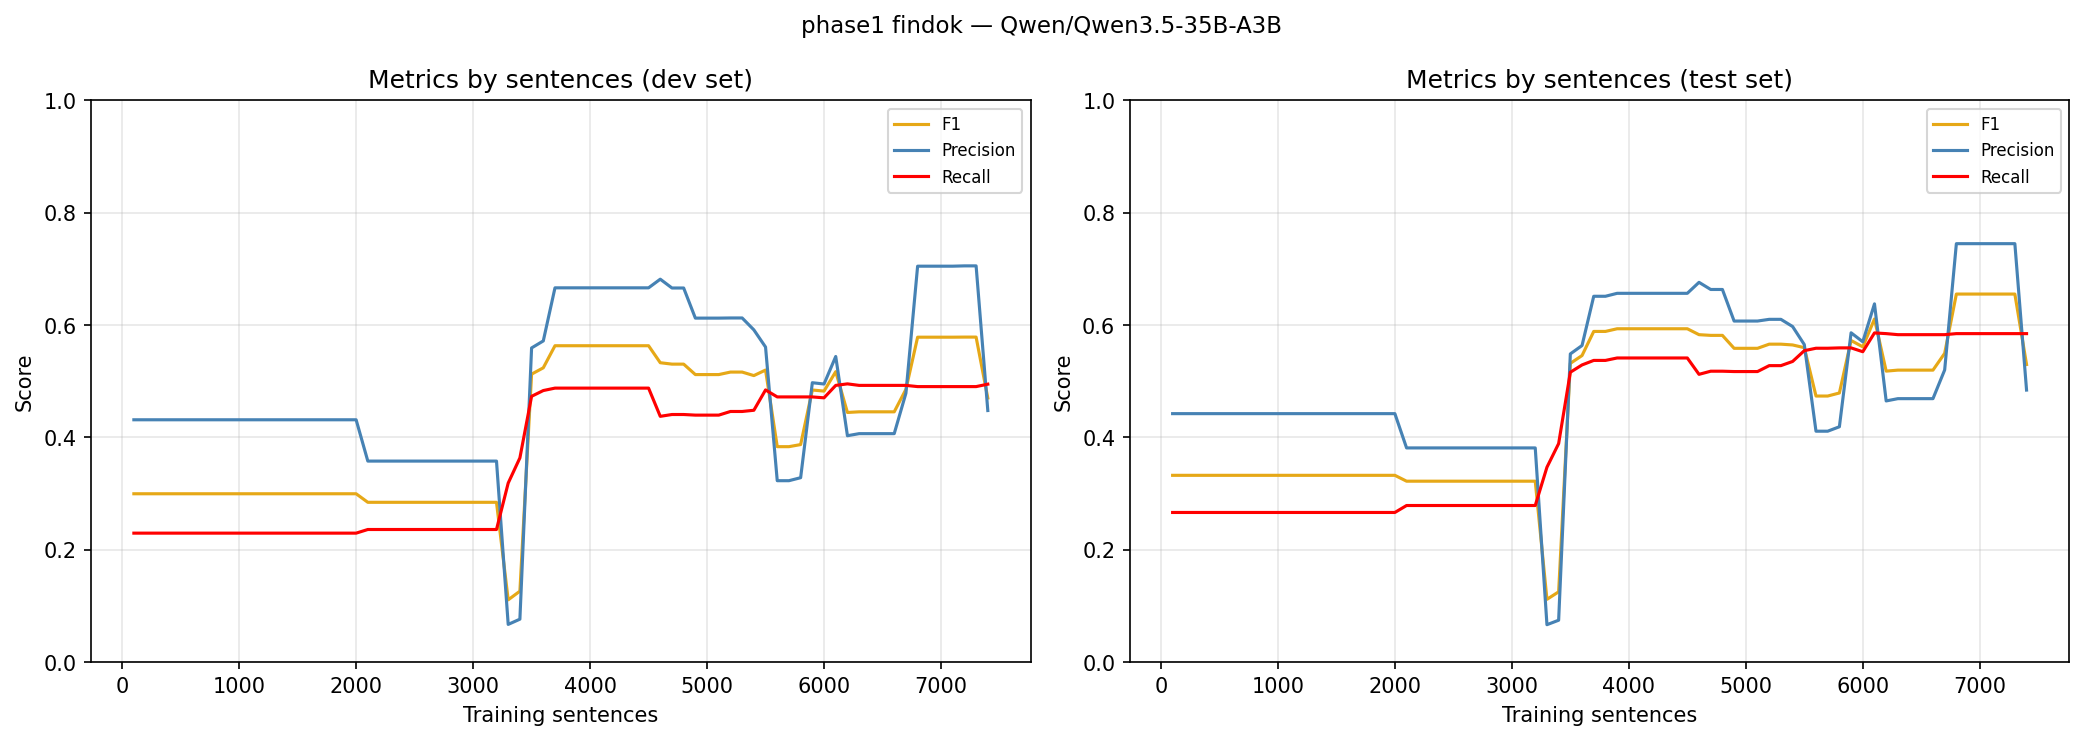 phase1 findok — Qwen/Qwen3.5-35B-A3B
Metrics by sentences (dev set)
1.0
0.8
0.6
0.4
0.2
0.0
Score
F1
Precision
Recall
0 1000 2000 3000 4000 5000 6000 7000
Training sentences
Metrics by sentences (test set)
1.0
0.8
0.6
0.4
0.2
0.0
Score
F1
Precision
Recall
0 1000 2000 3000 4000 5000 6000 7000
Training sentences